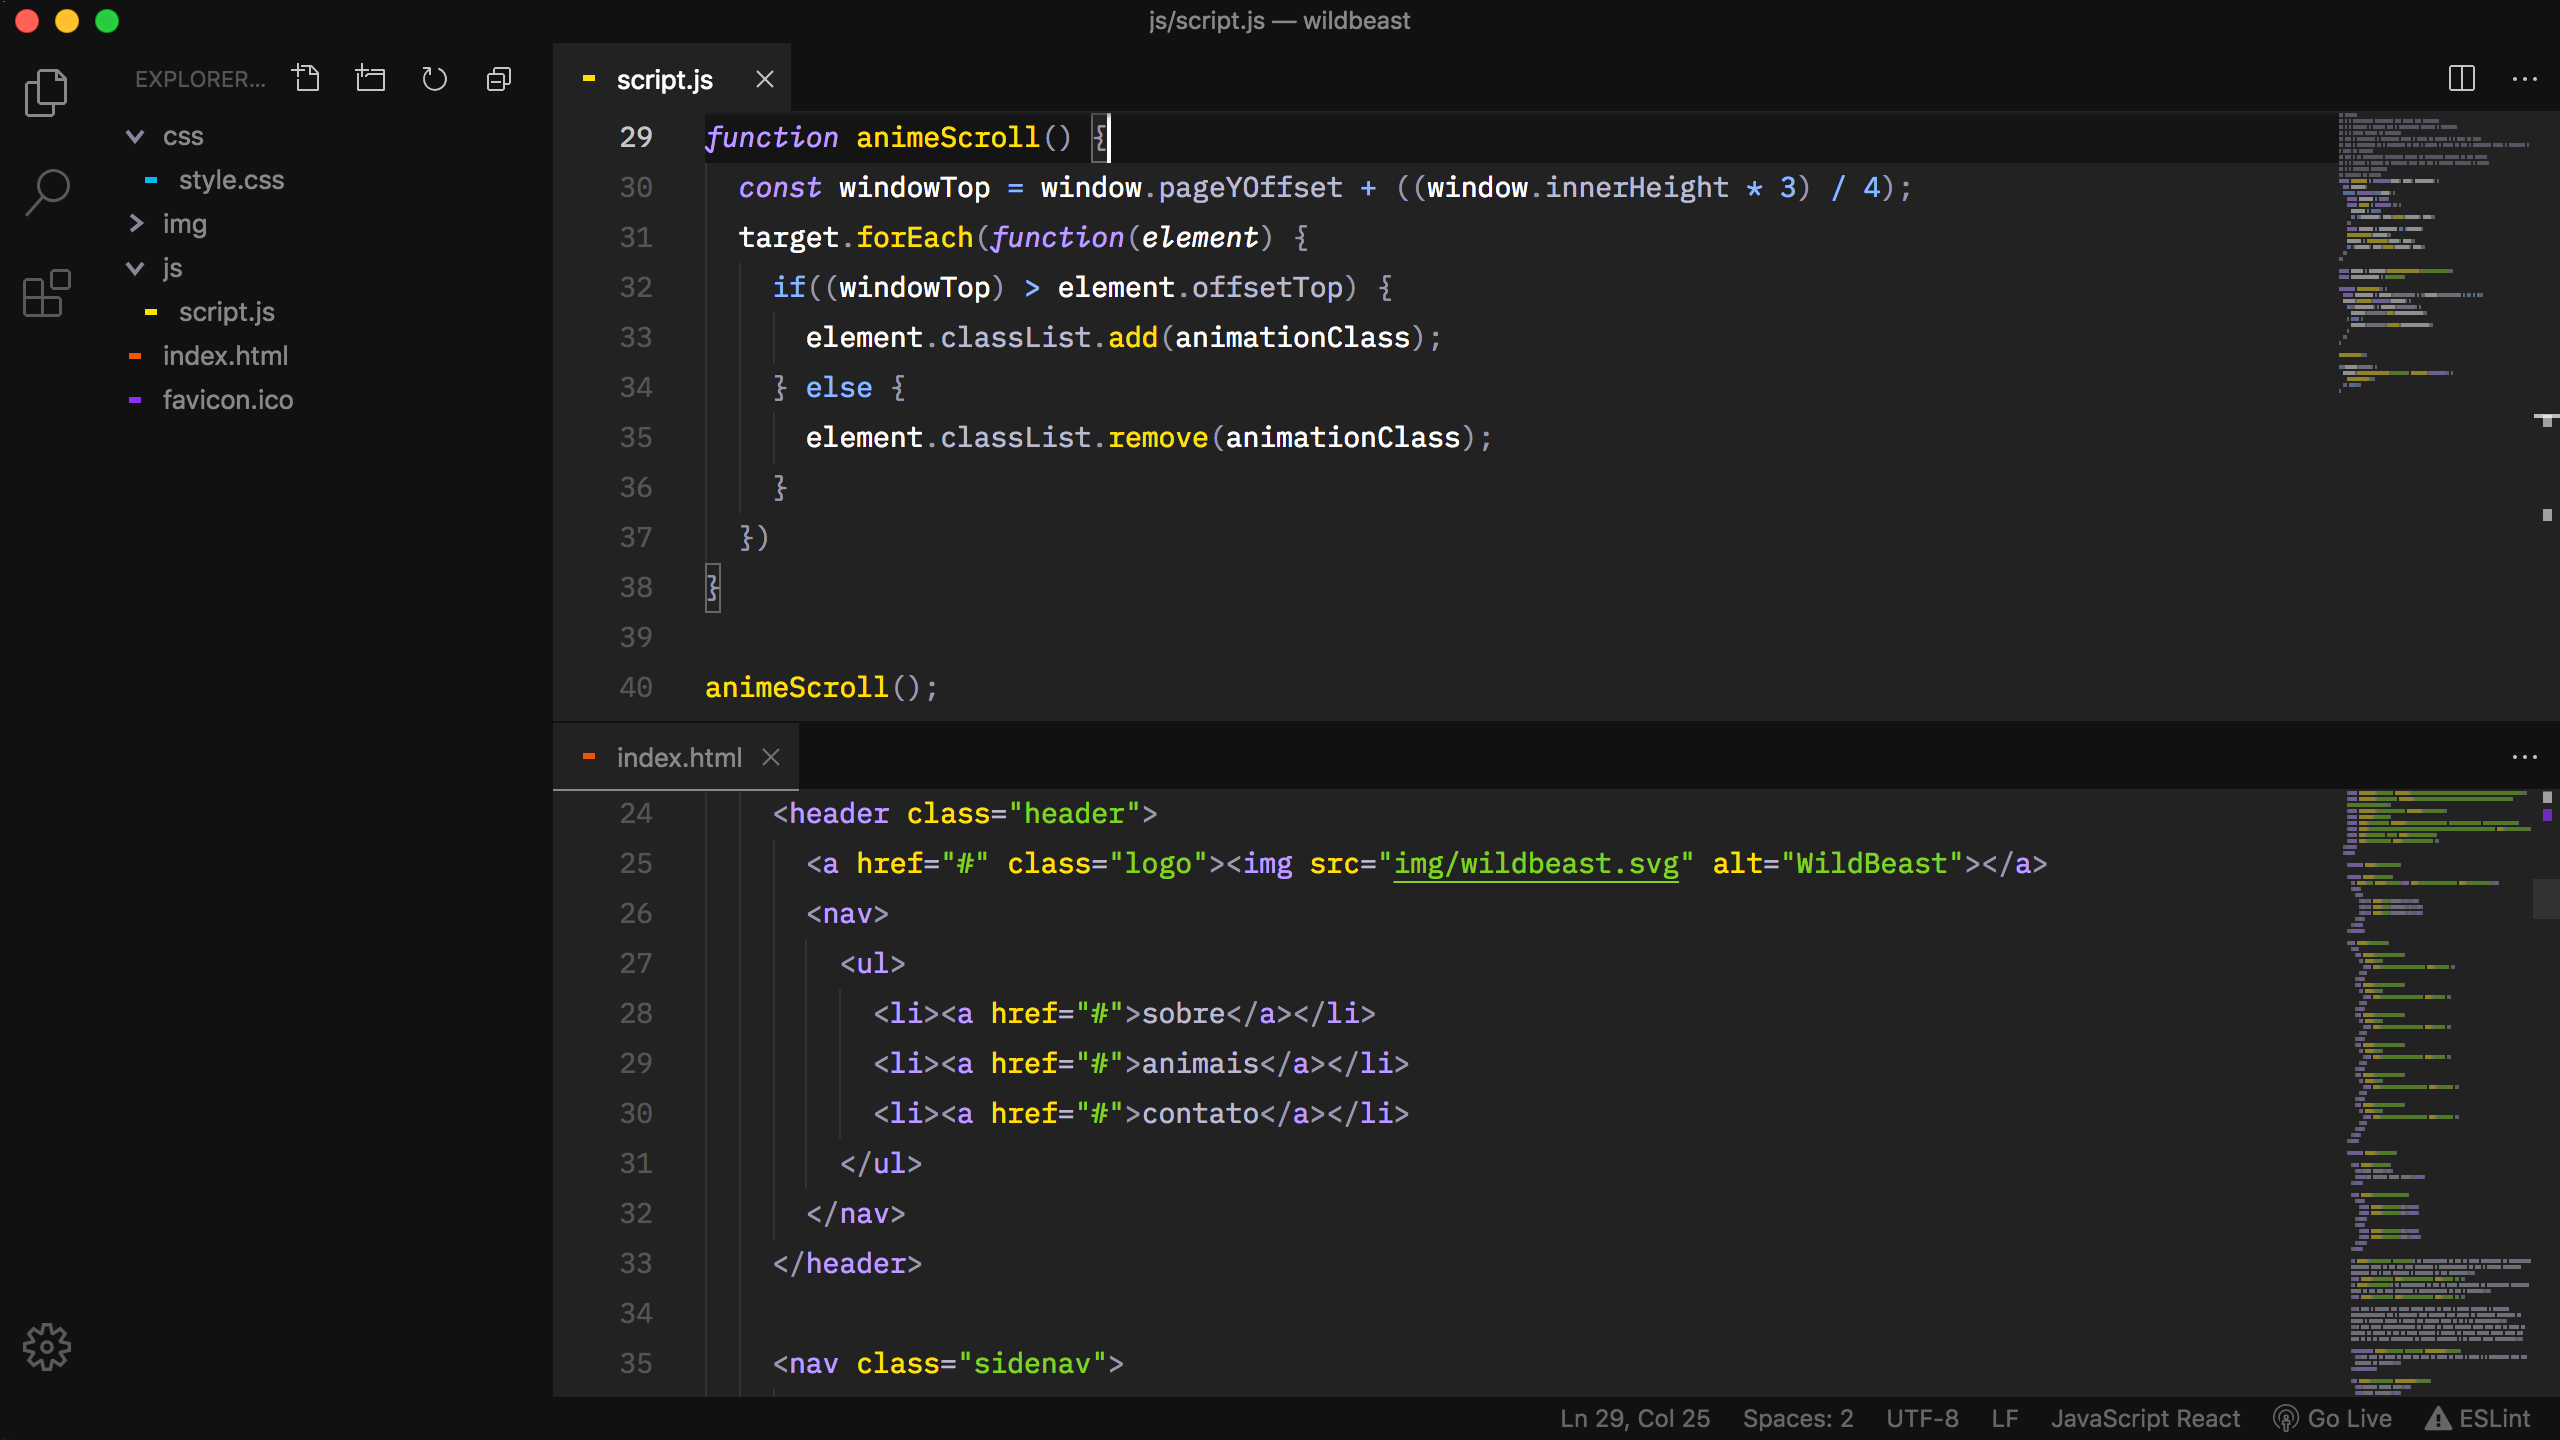 js/script.js — wildbeast
EXPLORER...
css
style.css
img
js
script.js
index.html
favicon.ico
script.js
29 function animeScroll() {
30 const windowTop = window.pageYOffset + ((window.innerHeight * 3) / 4);
31 target.forEach(function(element) {
32 if((windowTop) > element.offsetTop) {
33 element.classList.add(animationClass);
34 } else {
35 element.classList.remove(animationClass);
36 }
37 })
38 }
39
40 animeScroll();
index.html
24 <header class="header">
25 <a href="#" class="logo"><img src="img/wildbeast.svg" alt="WildBeast"></a>
26 <nav>
27 <ul>
28 <li><a href="#">sobre</a></li>
29 <li><a href="#">animais</a></li>
30 <li><a href="#">contato</a></li>
31 </ul>
32 </nav>
33 </header>
34
35 <nav class="sidenav">
Ln 29, Col 25 Spaces: 2 UTF-8 LF JavaScript React Go Live ESLint